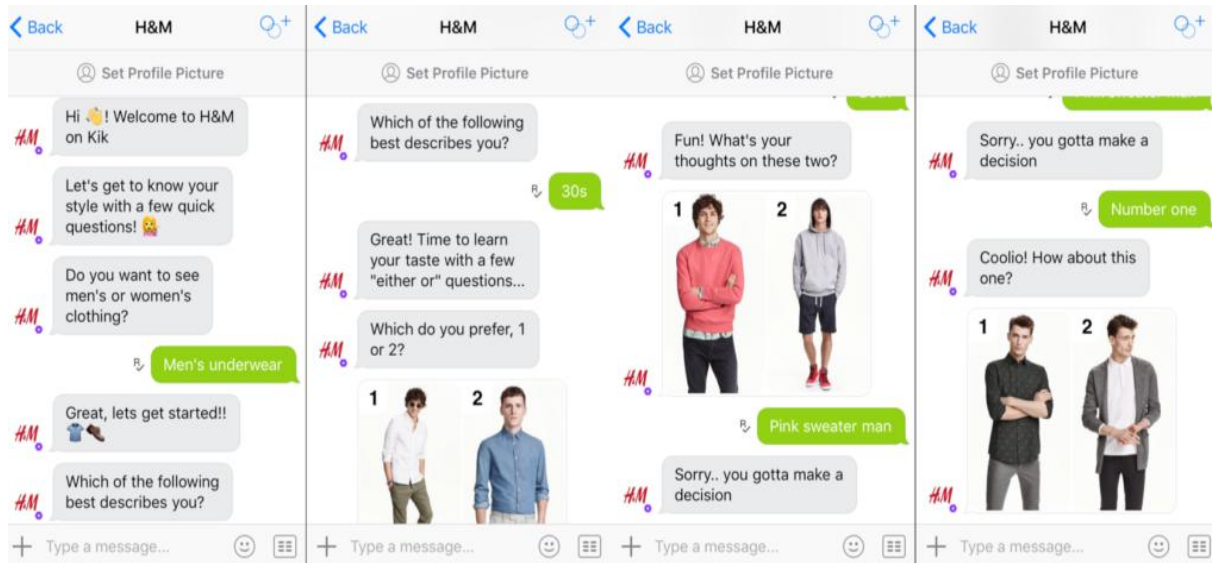 Back
H&M
Set Profile Picture
H&M
Hi 👋! Welcome to H&M
on Kik
H&M
Let's get to know your
style with a few quick
questions! 🙋
H&M
Do you want to see
men's or women's
clothing?
R
Men's underwear
H&M
Great, lets get started!!
👕👞
H&M
Which of the following
best describes you?
Type a message...
Back
H&M
Set Profile Picture
H&M
Which of the following
best describes you?
R
30s
H&M
Great! Time to learn
your taste with a few
"either or" questions...
H&M
Which do you prefer, 1
or 2?
1
2
Type a message...
Back
H&M
Set Profile Picture
H&M
Fun! What's your
thoughts on these two?
1
2
H&M
R
Pink sweater man
H&M
Sorry.. you gotta make a
decision
Type a message...
Back
H&M
Set Profile Picture
H&M
Sorry.. you gotta make a
decision
R
Number one
H&M
Coolio! How about this
one?
1
2
H&M
Type a message...